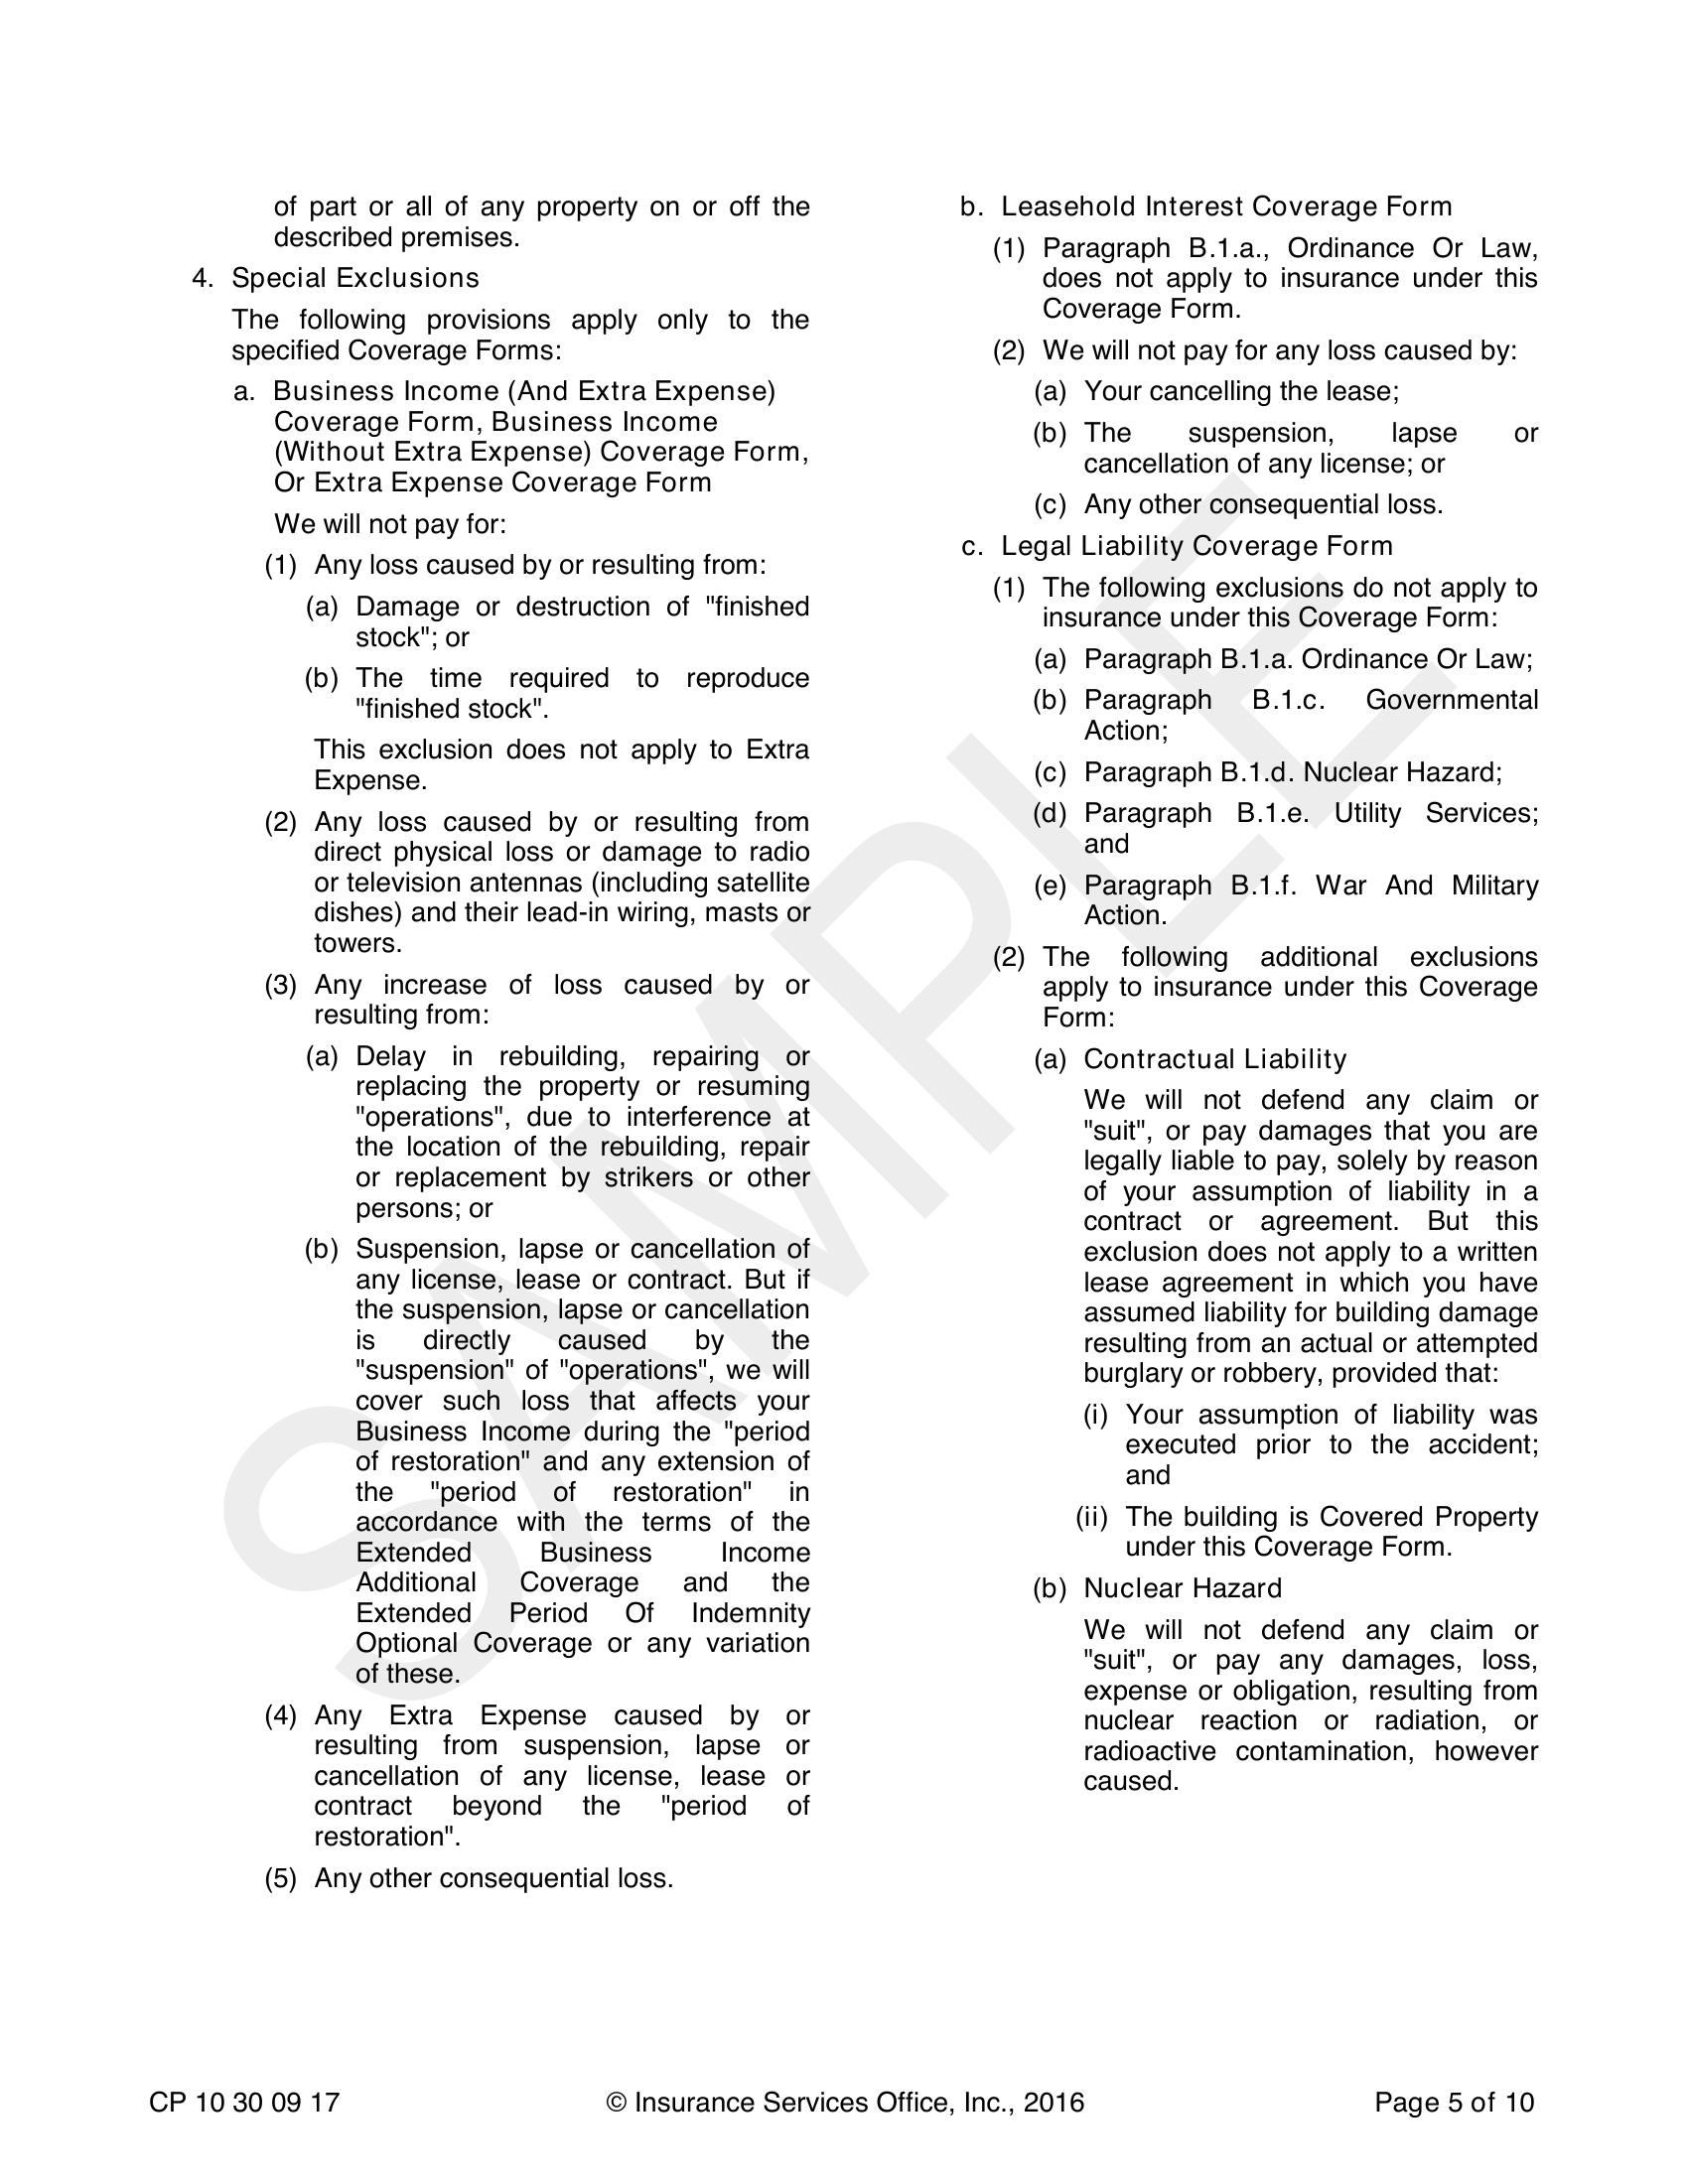 of part or all of any property on or off the
described premises.
4. Special Exclusions
The following provisions apply only to the
specified Coverage Forms:
a. Business Income (And Extra Expense)
Coverage Form, Business Income
(Without Extra Expense) Coverage Form,
Or Extra Expense Coverage Form
We will not pay for:
(1) Any loss caused by or resulting from:
(a) Damage or destruction of "finished
stock"; or
(b) The time required to reproduce
"finished stock".
This exclusion does not apply to Extra
Expense.
(2) Any loss caused by or resulting from
direct physical loss or damage to radio
or television antennas (including satellite
dishes) and their lead-in wiring, masts or
towers.
(3) Any increase of loss caused by or
resulting from:
(a) Delay in rebuilding, repairing or
replacing the property or resuming
"operations", due to interference at
the location of the rebuilding, repair
or replacement by strikers or other
persons; or
(b) Suspension, lapse or cancellation of
any license, lease or contract. But if
the suspension, lapse or cancellation
is directly caused by the
"suspension" of "operations", we will
cover such loss that affects your
Business Income during the "period
of restoration" and any extension of
the "period of restoration" in
accordance with the terms of the
Extended Business Income
Additional Coverage and the
Extended Period Of Indemnity
Optional Coverage or any variation
of these.
(4) Any Extra Expense caused by or
resulting from suspension, lapse or
cancellation of any license, lease or
contract beyond the "period of
restoration".
(5) Any other consequential loss.
b. Leasehold Interest Coverage Form
(1) Paragraph B.1.a., Ordinance Or Law,
does not apply to insurance under this
Coverage Form.
(2) We will not pay for any loss caused by:
(a) Your cancelling the lease;
(b) The suspension, lapse or
cancellation of any license; or
(c) Any other consequential loss.
c. Legal Liability Coverage Form
(1) The following exclusions do not apply to
insurance under this Coverage Form:
(a) Paragraph B.1.a. Ordinance Or Law;
(b) Paragraph B.1.c. Governmental
Action;
(c) Paragraph B.1.d. Nuclear Hazard;
(d) Paragraph B.1.e. Utility Services;
and
(e) Paragraph B.1.f. War And Military
Action.
(2) The following additional exclusions
apply to insurance under this Coverage
Form:
(a) Contractual Liability
We will not defend any claim or
"suit", or pay damages that you are
legally liable to pay, solely by reason
of your assumption of liability in a
contract or agreement. But this
exclusion does not apply to a written
lease agreement in which you have
assumed liability for building damage
resulting from an actual or attempted
burglary or robbery, provided that:
(i) Your assumption of liability was
executed prior to the accident;
and
(ii) The building is Covered Property
under this Coverage Form.
(b) Nuclear Hazard
We will not defend any claim or
"suit", or pay any damages, loss,
expense or obligation, resulting from
nuclear reaction or radiation, or
radioactive contamination, however
caused.
SAMPLE
CP 10 30 09 17
© Insurance Services Office, Inc., 2016
Page 5 of 10